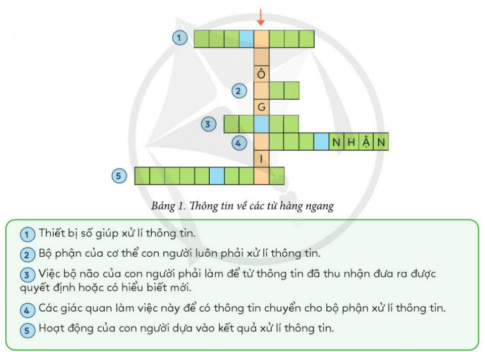 1
Ô
2
G
3
4 NHẬN
I
5
Bảng 1. Thông tin về các từ hàng ngang
1 Thiết bị số giúp xử lí thông tin.
2 Bộ phận của cơ thể con người luôn phải xử lí thông tin.
3 Việc bộ não của con người phải làm để từ thông tin đã thu nhận đưa ra được
quyết định hoặc có hiểu biết mới.
4 Các giác quan làm việc này để có thông tin chuyển cho bộ phận xử lí thông tin.
5 Hoạt động của con người dựa vào kết quả xử lí thông tin.